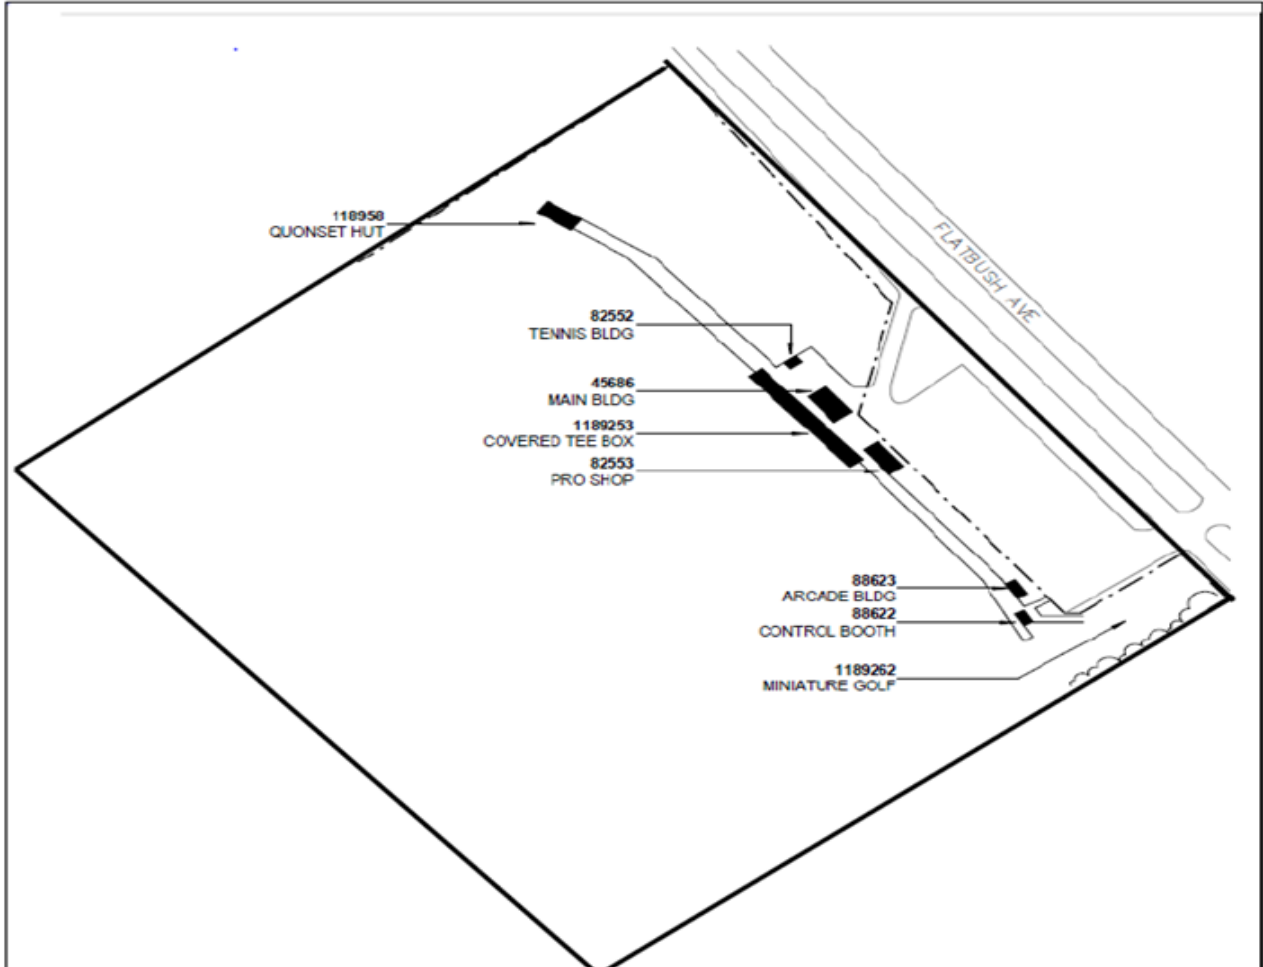 FLATBUSH AVE
118958
QUONSET HUT
82552
TENNIS BLDG
45686
MAIN BLDG
1189253
COVERED TEE BOX
82553
PRO SHOP
88623
ARCADE BLDG
88622
CONTROL BOOTH
1189262
MINIATURE GOLF